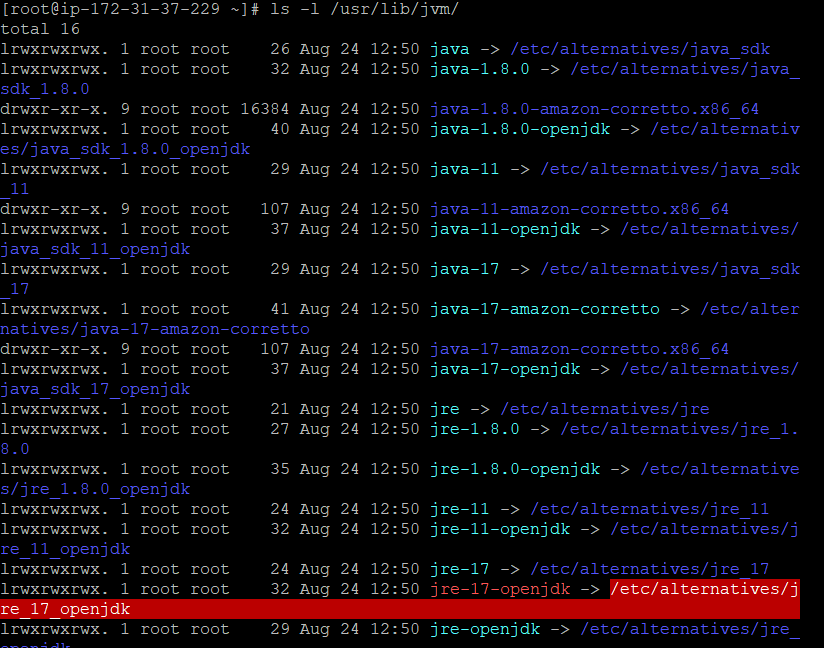 [root@ip-172-31-37-229 ~]# ls -l /usr/lib/jvm/
total 16
lrwxrwxrwx. 1 root root    26 Aug 24 12:50 java -> /etc/alternatives/java_sdk
lrwxrwxrwx. 1 root root    32 Aug 24 12:50 java-1.8.0 -> /etc/alternatives/java_
sdk_1.8.0
drwxr-xr-x. 9 root root 16384 Aug 24 12:50 java-1.8.0-amazon-corretto.x86_64
lrwxrwxrwx. 1 root root    40 Aug 24 12:50 java-1.8.0-openjdk -> /etc/alternativ
es/java_sdk_1.8.0_openjdk
lrwxrwxrwx. 1 root root    29 Aug 24 12:50 java-11 -> /etc/alternatives/java_sdk
_11
drwxr-xr-x. 9 root root   107 Aug 24 12:50 java-11-amazon-corretto.x86_64
lrwxrwxrwx. 1 root root    37 Aug 24 12:50 java-11-openjdk -> /etc/alternatives/
java_sdk_11_openjdk
lrwxrwxrwx. 1 root root    29 Aug 24 12:50 java-17 -> /etc/alternatives/java_sdk
_17
lrwxrwxrwx. 1 root root    41 Aug 24 12:50 java-17-amazon-corretto -> /etc/alter
natives/java-17-amazon-corretto
drwxr-xr-x. 9 root root   107 Aug 24 12:50 java-17-amazon-corretto.x86_64
lrwxrwxrwx. 1 root root    37 Aug 24 12:50 java-17-openjdk -> /etc/alternatives/
java_sdk_17_openjdk
lrwxrwxrwx. 1 root root    21 Aug 24 12:50 jre -> /etc/alternatives/jre
lrwxrwxrwx. 1 root root    27 Aug 24 12:50 jre-1.8.0 -> /etc/alternatives/jre_1.
8.0
lrwxrwxrwx. 1 root root    35 Aug 24 12:50 jre-1.8.0-openjdk -> /etc/alternative
s/jre_1.8.0_openjdk
lrwxrwxrwx. 1 root root    24 Aug 24 12:50 jre-11 -> /etc/alternatives/jre_11
lrwxrwxrwx. 1 root root    32 Aug 24 12:50 jre-11-openjdk -> /etc/alternatives/j
re_11_openjdk
lrwxrwxrwx. 1 root root    24 Aug 24 12:50 jre-17 -> /etc/alternatives/jre_17
lrwxrwxrwx. 1 root root    32 Aug 24 12:50 jre-17-openjdk -> /etc/alternatives/j
re_17_openjdk
lrwxrwxrwx. 1 root root    29 Aug 24 12:50 jre-openjdk -> /etc/alternatives/jre_
openjdk